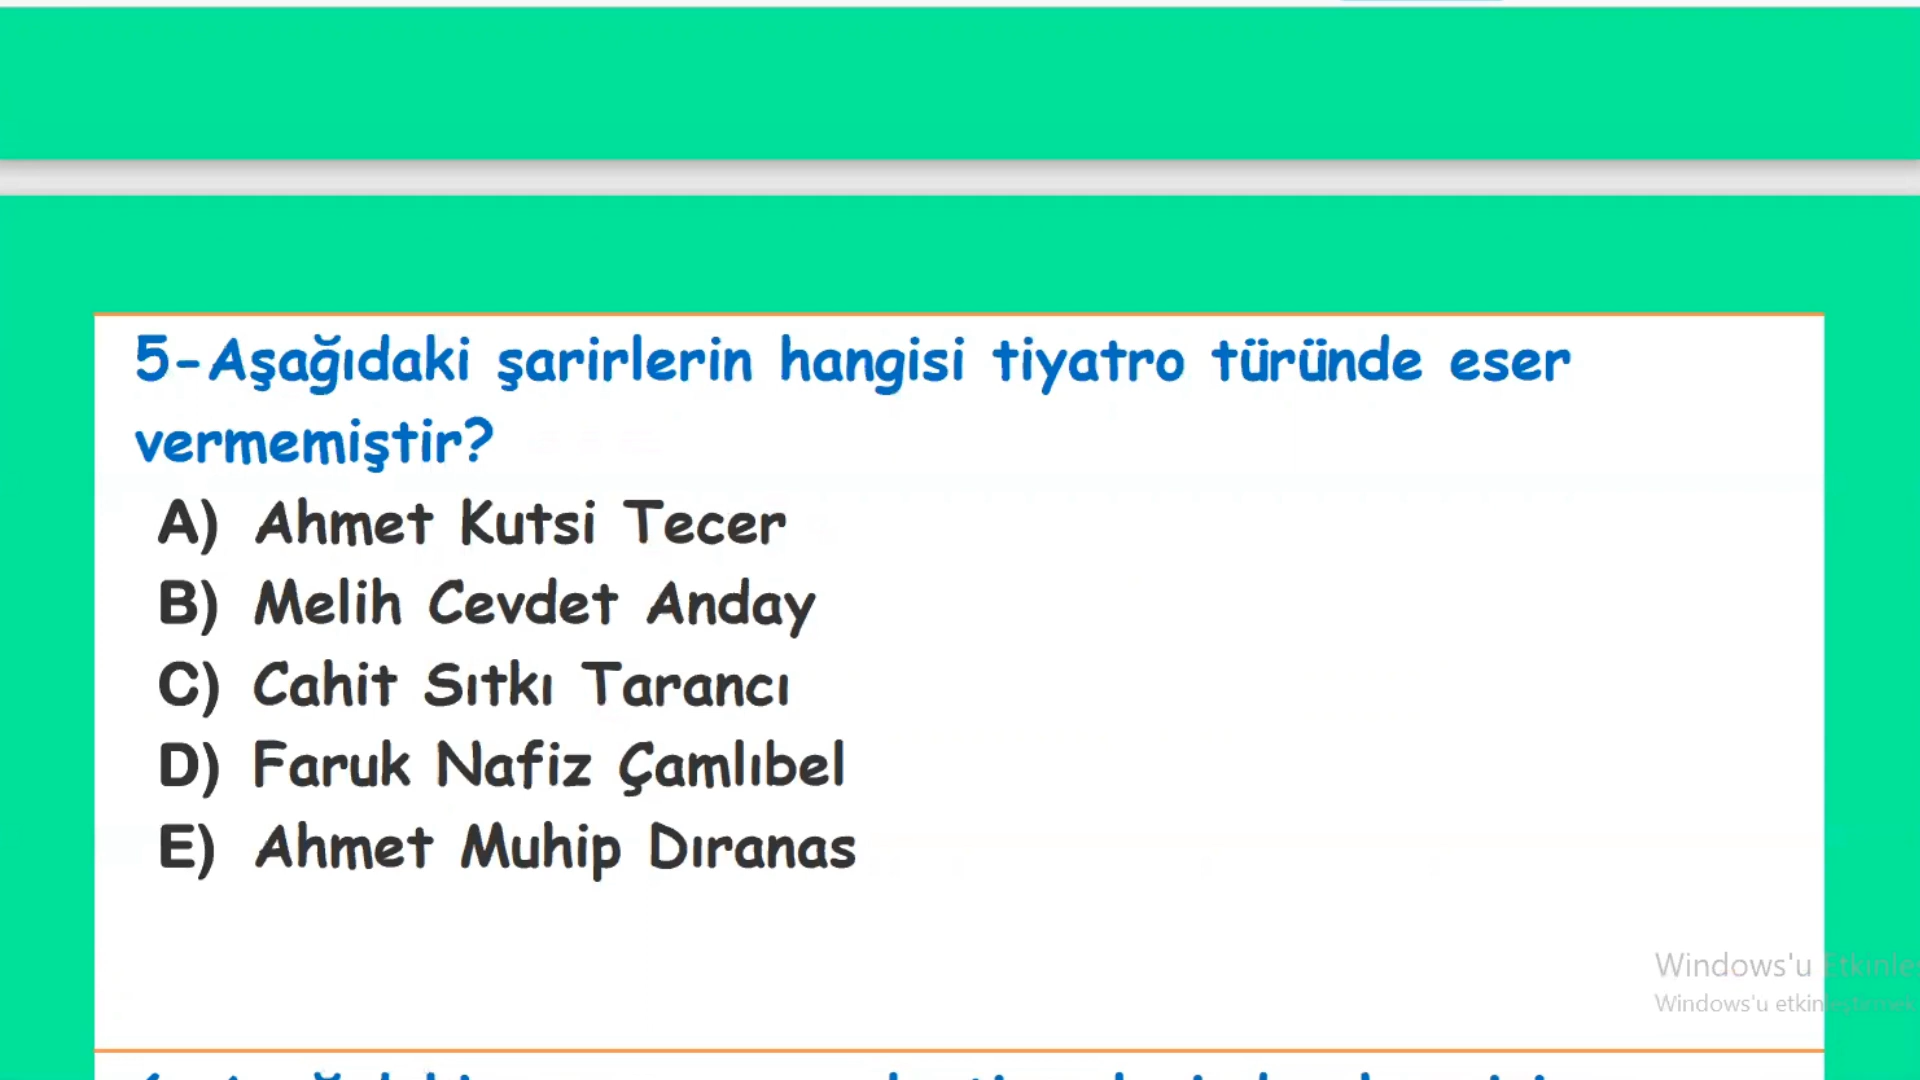 5-Aşağıdaki şarirlerin hangisi tiyatro türünde eser
vermemiştir?
A) Ahmet Kutsi Tecer
B) Melih Cevdet Anday
C) Cahit Sıtkı Tarancı
D) Faruk Nafiz Çamlıbel
E) Ahmet Muhip Dıranas
Windows'u Etkinleş
Windows'u etkinleştirmek